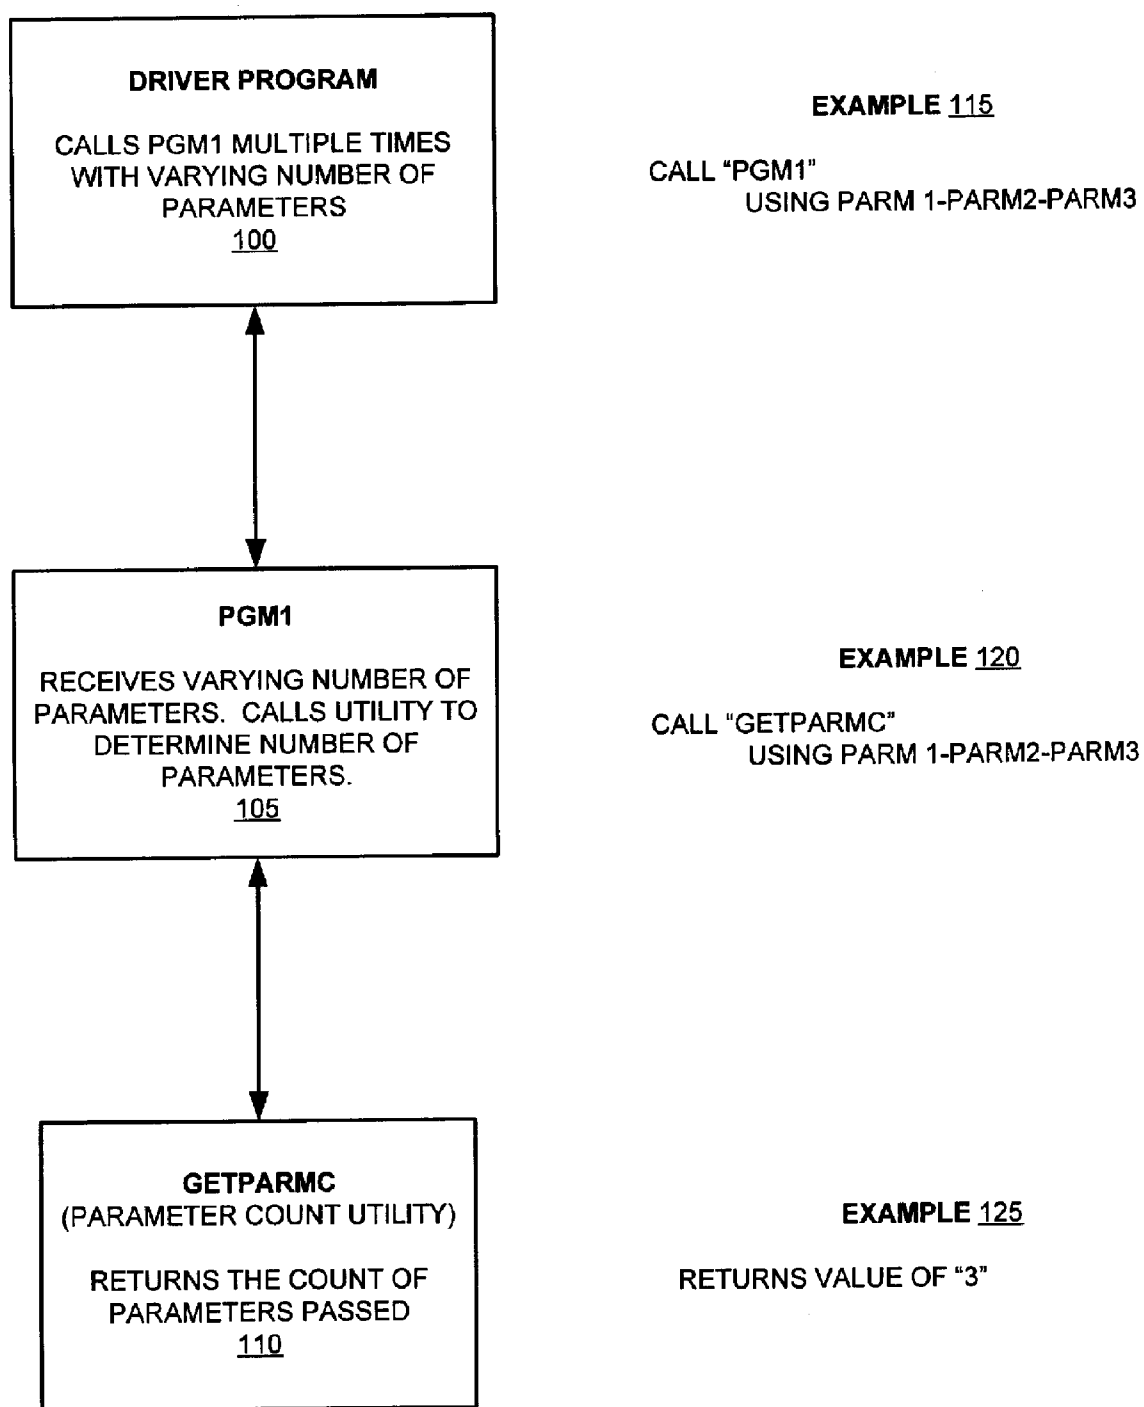 DRIVER PROGRAM
CALLS PGM1 MULTIPLE TIMES
WITH VARYING NUMBER OF
PARAMETERS
100
EXAMPLE 115
CALL “PGM1”
USING PARM 1-PARM2-PARM3
PGM1
RECEIVES VARYING NUMBER OF
PARAMETERS. CALLS UTILITY TO
DETERMINE NUMBER OF
PARAMETERS.
105
EXAMPLE 120
CALL “GETPARMC”
USING PARM 1-PARM2-PARM3
GETPARMC
(PARAMETER COUNT UTILITY)
RETURNS THE COUNT OF
PARAMETERS PASSED
110
EXAMPLE 125
RETURNS VALUE OF “3”